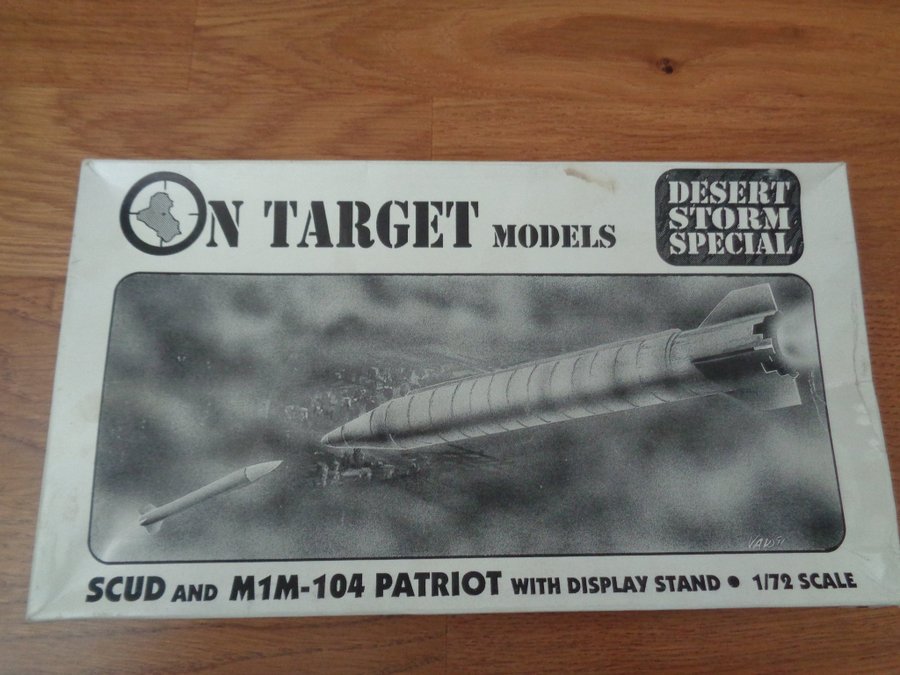 ON TARGET MODELS
DESERT
STORM
SPECIAL
SCUD AND M1M-104 PATRIOT WITH DISPLAY STAND • 1/72 SCALE